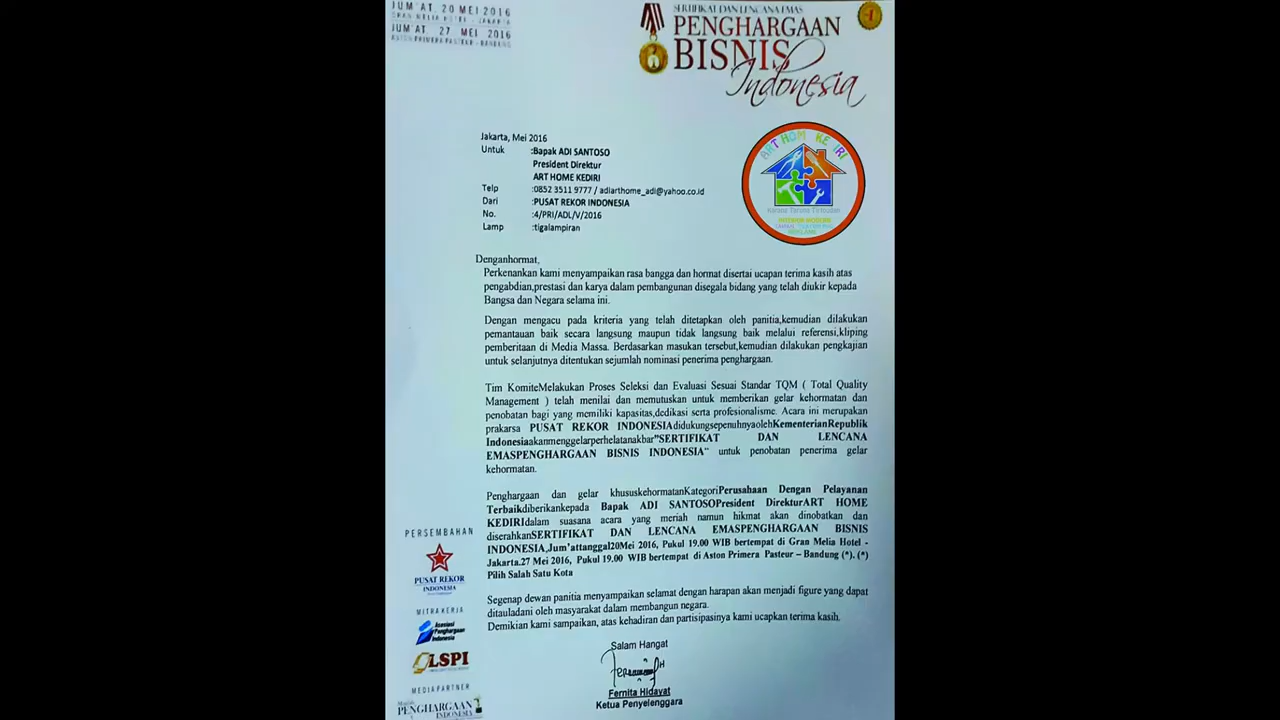 JUM'AT. 20 MEI 2016
GRAN MELIA HOTEL - JAKARTA
JUM'AT. 27 MEI 2016
ASTON PRIMERA PASTEUR - BANDUNG
SERTIFIKAT DAN LENCANA EMAS
PENGHARGAAN
BISNIS
Indonesia
Jakarta, Mei 2016
Untuk :Bapak ADI SANTOSO
President Direktur
ART HOME KEDIRI
Telp :0852 3511 9777 / adiarthome_adi@yahoo.co.id
Dari :PUSAT REKOR INDONESIA
No. :4/PRI/ADL/V/2016
Lamp :tigalampiran
ART HOM KE IRI
Denganhormat,
Perkenankan kami menyampaikan rasa bangga dan hormat disertai ucapan terima kasih atas
pengabdian,prestasi dan karya dalam pembangunan disegala bidang yang telah diukir kepada
Bangsa dan Negara selama ini.
Dengan mengacu pada kriteria yang telah ditetapkan oleh panitia,kemudian dilakukan
pemantauan baik secara langsung maupun tidak langsung baik melalui referensi,kliping
pemberitaan di Media Massa. Berdasarkan masukan tersebut,kemudian dilakukan pengkajian
untuk selanjutnya ditentukan sejumlah nominasi penerima penghargaan.
Tim KomiteMelakukan Proses Seleksi dan Evaluasi Sesuai Standar TQM ( Total Quality
Management ) telah menilai dan memutuskan untuk memberikan gelar kehormatan dan
penobatan bagi yang memiliki kapasitas,dedikasi serta profesionalisme. Acara ini merupakan
prakarsa PUSAT REKOR INDONESIAdidukungsepenuhnyaolehKementerianRepublik
Indonesiaakanmenggelarperhelatanakbar"SERTIFIKAT DAN LENCANA
EMASPENGHARGAAN BISNIS INDONESIA" untuk penobatan penerima gelar
kehormatan.
Penghargaan dan gelar khususkehormatanKategoriPerusahaan Dengan Pelayanan
Terbaikdiberikankepada Bapak ADI SANTOSOPresident DirekturART HOME
KEDIRIdalam suasana acara yang meriah namun hikmat akan dinobatkan dan
diserahkanSERTIFIKAT DAN LENCANA EMASPENGHARGAAN BISNIS
INDONESIA,Jum'attanggal20Mei 2016, Pukul 19.00 WIB bertempat di Gran Melia Hotel -
Jakarta.27 Mei 2016, Pukul 19.00 WIB bertempat di Aston Primera Pasteur – Bandung (*). (*)
Pilih Salah Satu Kota
Segenap dewan panitia menyampaikan selamat dengan harapan akan menjadi figure yang dapat
ditauladani oleh masyarakat dalam membangun negara.
Demikian kami sampaikan, atas kehadiran dan partisipasinya kami ucapkan terima kasih.
Salam Hangat
Fernita Hidayat
Ketua Penyelenggara
PERSEMBAHAN
PUSAT REKOR
INDONESIA
MITRA KERJA
Asosiasi
Penghargaan
Indonesia
LSPI
MEDIA PARTNER
PENGHARGAAN
INDONESIA